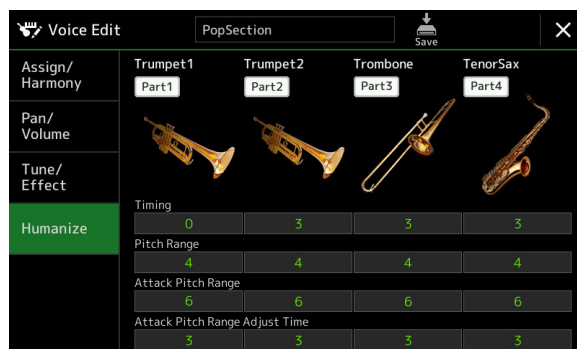 Voice Edit
PopSection
Save
Assign/
Harmony
Pan/
Volume
Tune/
Effect
Humanize
Trumpet1 Trumpet2 Trombone TenorSax
Part1 Part2 Part3 Part4
Timing
0 3 3 3
Pitch Range
4 4 4 4
Attack Pitch Range
6 6 6 6
Attack Pitch Range Adjust Time
3 3 3 3